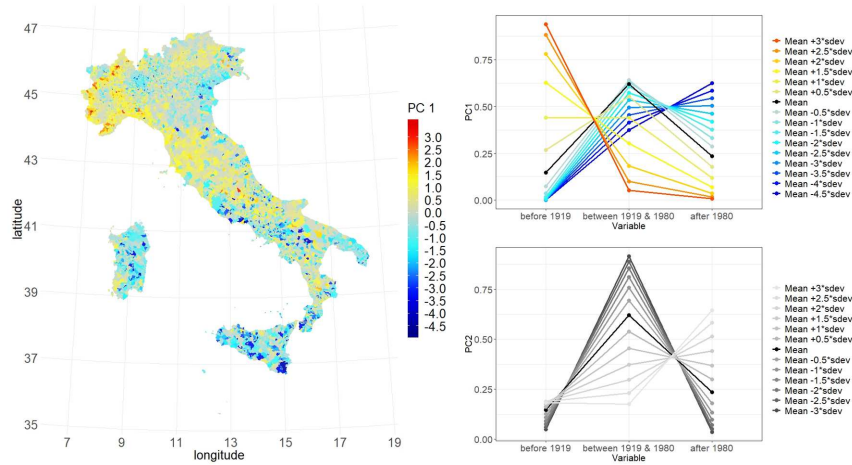 47
45
43
41
39
37
35
latitude
7
9
11
13
15
17
19
longitude
PC 1
3.0
2.5
2.0
1.5
1.0
0.5
0.0
-0.5
-1.0
-1.5
-2.0
-2.5
-3.0
-3.5
-4.0
-4.5
PC1
0.75
0.50
0.25
0.00
before 1919
between 1919 & 1980
after 1980
Variable
Mean +3*sdev
Mean +2.5*sdev
Mean +2*sdev
Mean +1.5*sdev
Mean +1*sdev
Mean +0.5*sdev
Mean
Mean -0.5*sdev
Mean -1*sdev
Mean -1.5*sdev
Mean -2*sdev
Mean -2.5*sdev
Mean -3*sdev
Mean -3.5*sdev
Mean -4*sdev
Mean -4.5*sdev
PC2
0.75
0.50
0.25
0.00
before 1919
between 1919 & 1980
after 1980
Variable
Mean +3*sdev
Mean +2.5*sdev
Mean +2*sdev
Mean +1.5*sdev
Mean +1*sdev
Mean +0.5*sdev
Mean
Mean -0.5*sdev
Mean -1*sdev
Mean -1.5*sdev
Mean -2*sdev
Mean -2.5*sdev
Mean -3*sdev